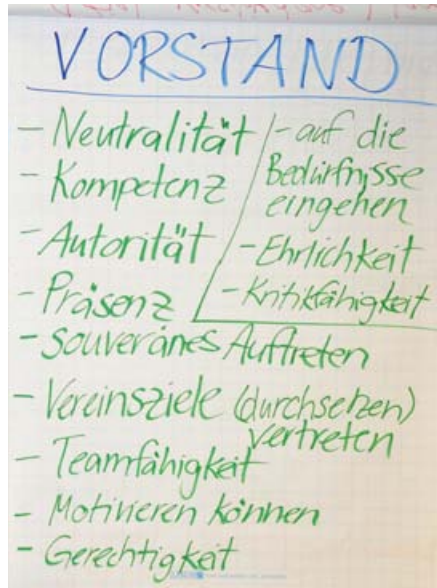 VORSTAND
- Neutralität
- Kompetenz
- Autorität
- Präsenz
- auf die
Bedürfnisse
eingehen
- Ehrlichkeit
- Kritikfähigkeit
- souveränes Auftreten
- Vereinsziele (durchsetzen)
vertreten
- Teamfähigkeit
- Motivieren können
- Gerechtigkeit